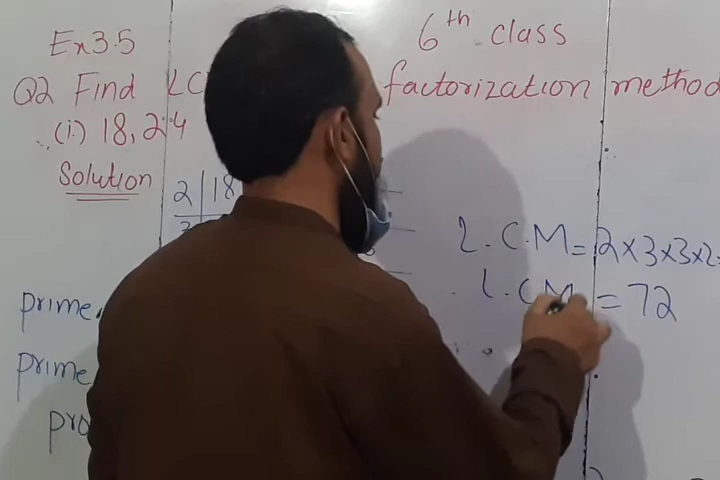 Ex 3.5
6th class
Q2 Find LC factorization method
(i) 18, 24
Solution
2 18
L.C.M = 2×3×3×2
L.C.M = 72
prime
prime
pro